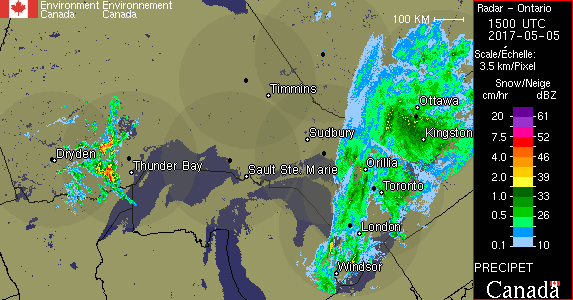 Environment Environnement
Canada Canada
100 KM
Timmins
Ottawa
Sudbury
Kingston
Dryden
Thunder Bay
Sault Ste. Marie
Orillia
Toronto
London
Windsor
Radar - Ontario
1500 UTC
2017-05-05
Scale/Échelle:
3.5 km/Pixel
Snow/Neige
cm/hr dBZ
20 61
7.5 52
4.0 46
2.0 39
1.0 33
0.5 26
0.1 10
PRECIPET
Canada